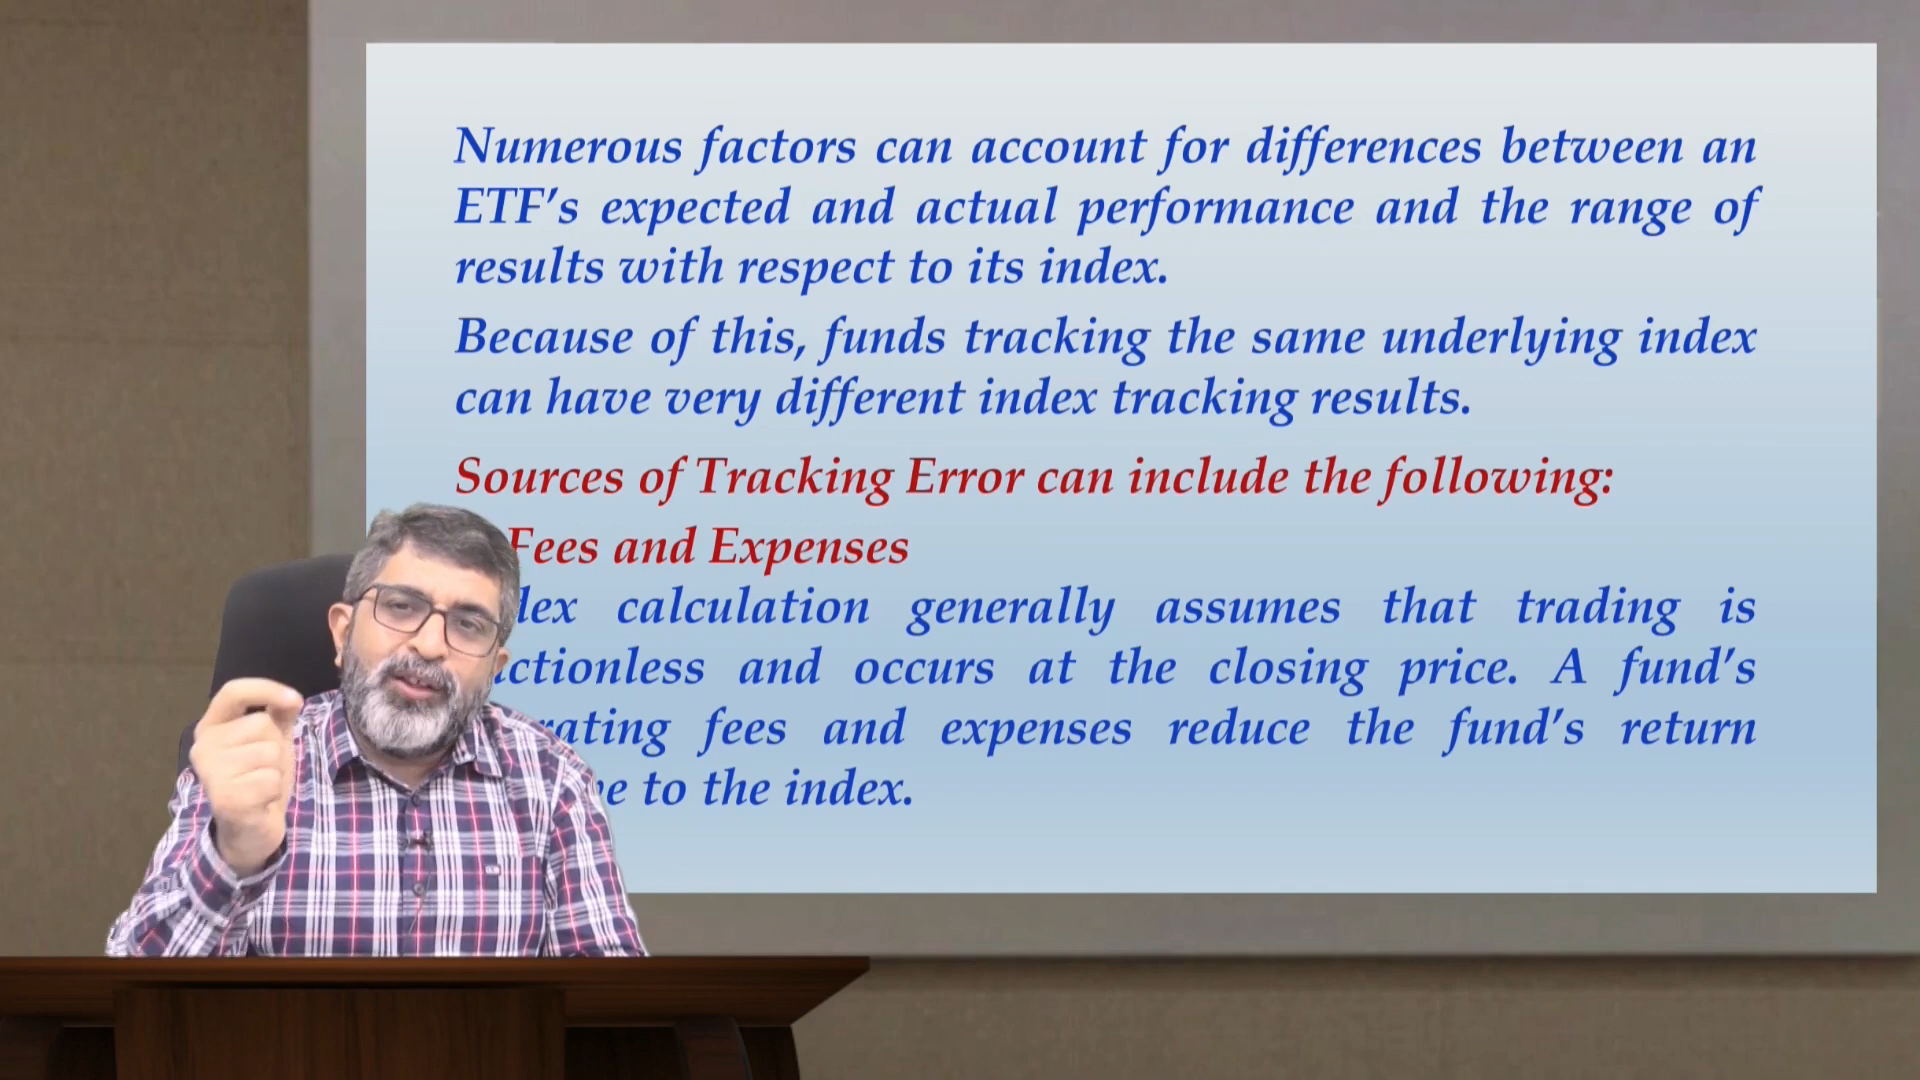 Numerous factors can account for differences between an
ETF’s expected and actual performance and the range of
results with respect to its index.
Because of this, funds tracking the same underlying index
can have very different index tracking results.
Sources of Tracking Error can include the following:
Fees and Expenses
calculation generally assumes that trading is
and occurs at the closing price. A fund’s
fees and expenses reduce the fund’s return
to the index.